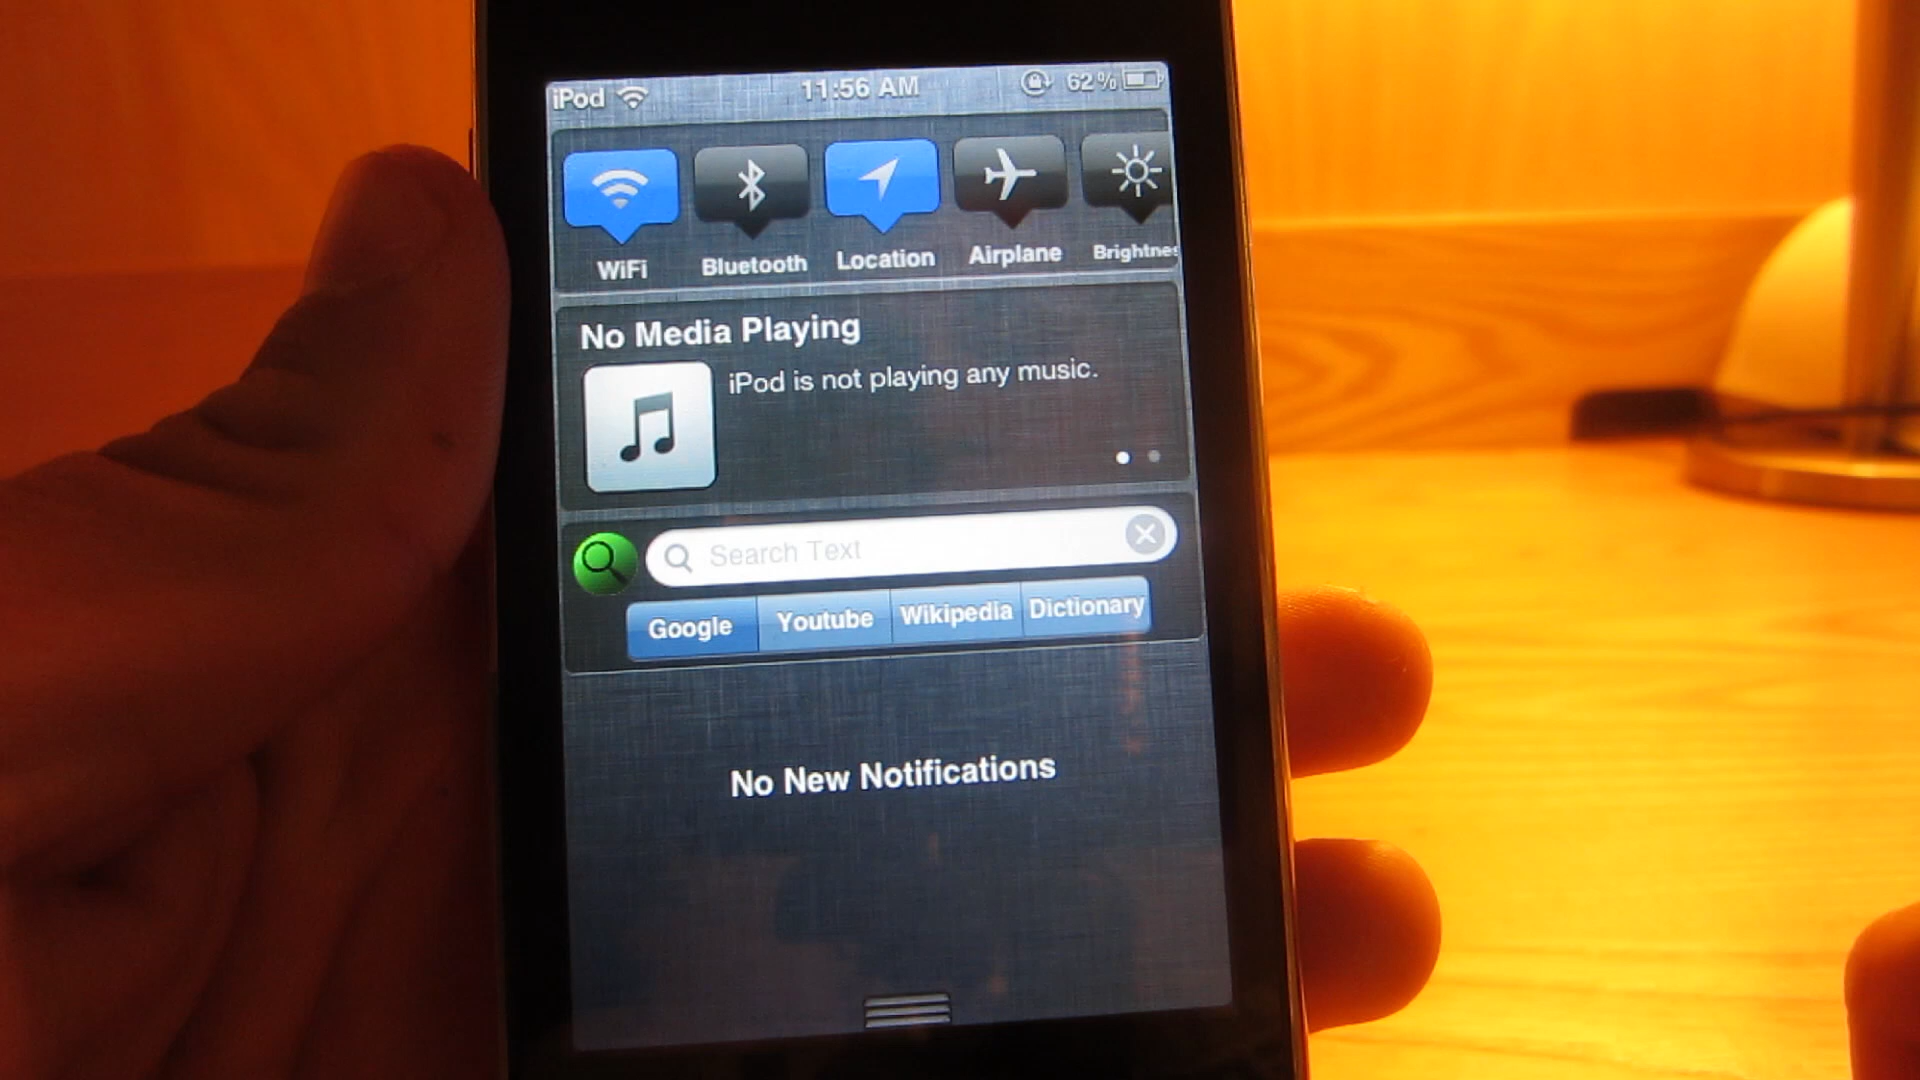 iPod 11:56 AM 62%
WiFi Bluetooth Location Airplane Brightnes
No Media Playing
iPod is not playing any music.
Search Text
Google Youtube Wikipedia Dictionary
No New Notifications